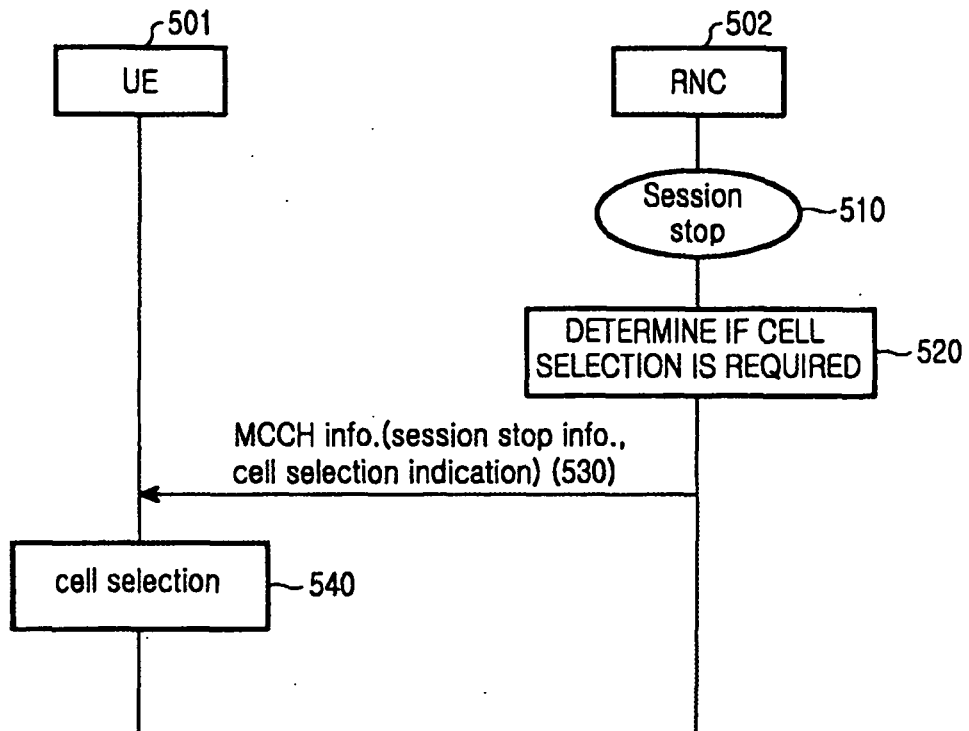 501
502
UE
RNC
Session
stop
510
DETERMINE IF CELL
SELECTION IS REQUIRED
520
MCCH info.(session stop info.,
cell selection indication) (530)
cell selection
540